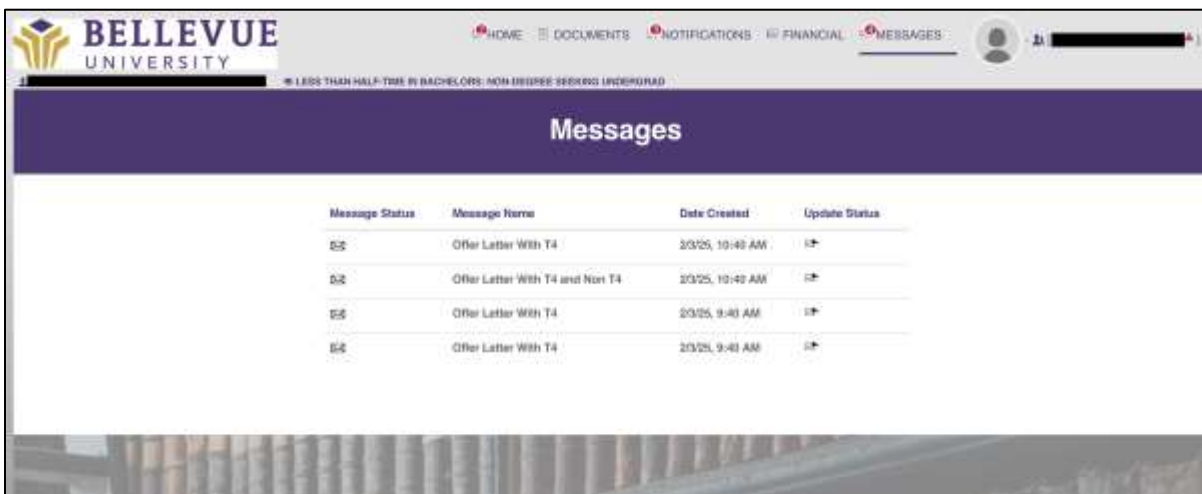 BELLEVUE
UNIVERSITY
HOME DOCUMENTS NOTIFICATIONS FINANCIAL MESSAGES
LESS THAN HALF-TIME IN BACHELORS: NON-DEGREE SEEKING UNDERGRAD
Messages
Message Status Message Name Date Created Update Status
Offer Letter With T4 2/3/25, 10:40 AM
Offer Letter With T4 and Non T4 2/3/25, 10:40 AM
Offer Letter With T4 2/3/25, 9:40 AM
Offer Letter With T4 2/3/25, 9:40 AM